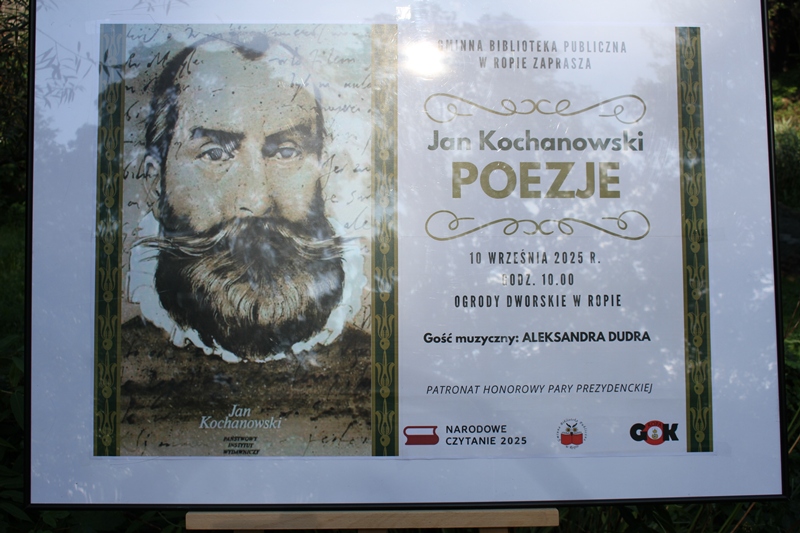 GMINNA BIBLIOTEKA PUBLICZNA
W ROPIE ZAPRASZA
Jan Kochanowski
POEZJE
10 WRZEŚNIA 2025 R.
GODZ. 10.00
OGRODY DWORSKIE W ROPIE
Gość muzyczny: ALEKSANDRA DUDRA
PATRONAT HONOROWY PARY PREZYDENCKIEJ
NARODOWE
CZYTANIE 2025
GOK
Jan
Kochanowski
PAŃSTWOWY
INSTYTUT
WYDAWNICZY